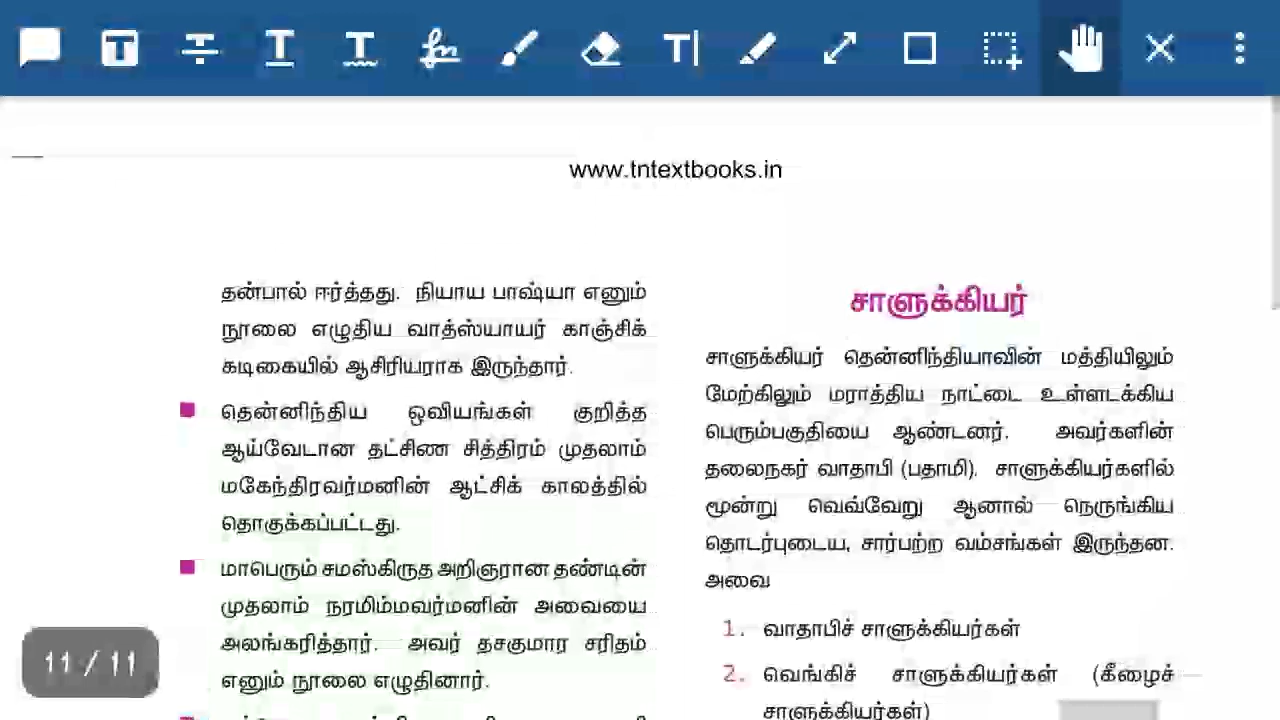 www.tntextbooks.in
தன்பால் ஈர்த்தது. நியாய பாஷ்யா எனும்
நூலை எழுதிய வாத்ஸ்யாயர் காஞ்சிக்
கடிகையில் ஆசிரியராக இருந்தார்.
■ தென்னிந்திய ஓவியங்கள் குறித்த
ஆய்வேடான தட்சிண சித்திரம் முதலாம்
மகேந்திரவர்மனின் ஆட்சிக் காலத்தில்
தொகுக்கப்பட்டது.
■ மாபெரும் சமஸ்கிருத அறிஞரான தண்டின்
முதலாம் நரமிம்மவர்மனின் அவையை
அலங்கரித்தார். அவர் தசகுமார சரிதம்
எனும் நூலை எழுதினார்.
சாளுக்கியர்
சாளுக்கியர் தென்னிந்தியாவின் மத்தியிலும்
மேற்கிலும் மராத்திய நாட்டை உள்ளடக்கிய
பெரும்பகுதியை ஆண்டனர். அவர்களின்
தலைநகர் வாதாபி (பதாமி). சாளுக்கியர்களில்
மூன்று வெவ்வேறு ஆனால் நெருங்கிய
தொடர்புடைய, சார்பற்ற வம்சங்கள் இருந்தன.
அவை
1. வாதாபிச் சாளுக்கியர்கள்
2. வெங்கிச் சாளுக்கியர்கள் (கீழைச்
சாளுக்கியர்கள்)
11 / 11